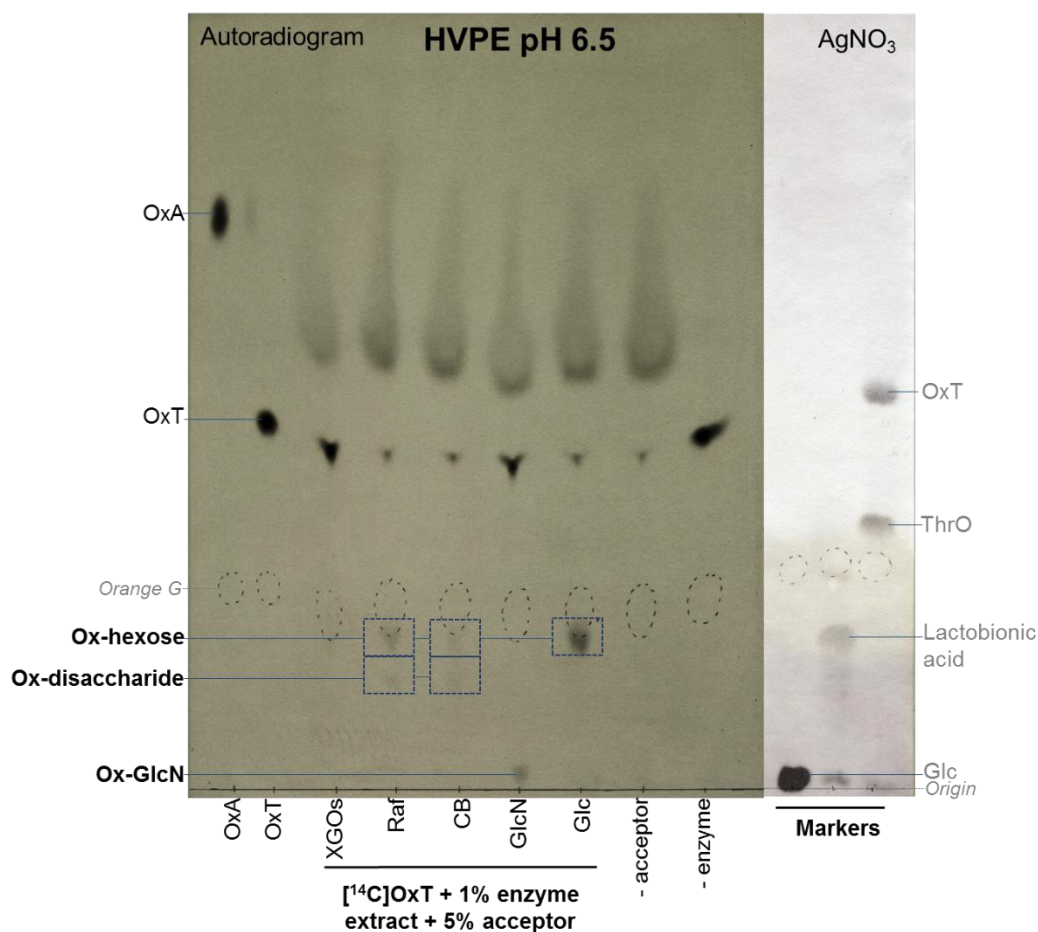 Autoradiogram
HVPE pH 6.5
AgNO₃
OxA
OxT
OxT
ThrO
Orange G
Ox-hexose
Lactobionic
acid
Ox-disaccharide
Ox-GlcN
Glc
Origin
OxA
OxT
XGOs
Raf
CB
GlcN
Glc
- acceptor
- enzyme
Markers
[¹⁴C]OxT + 1% enzyme
extract + 5% acceptor